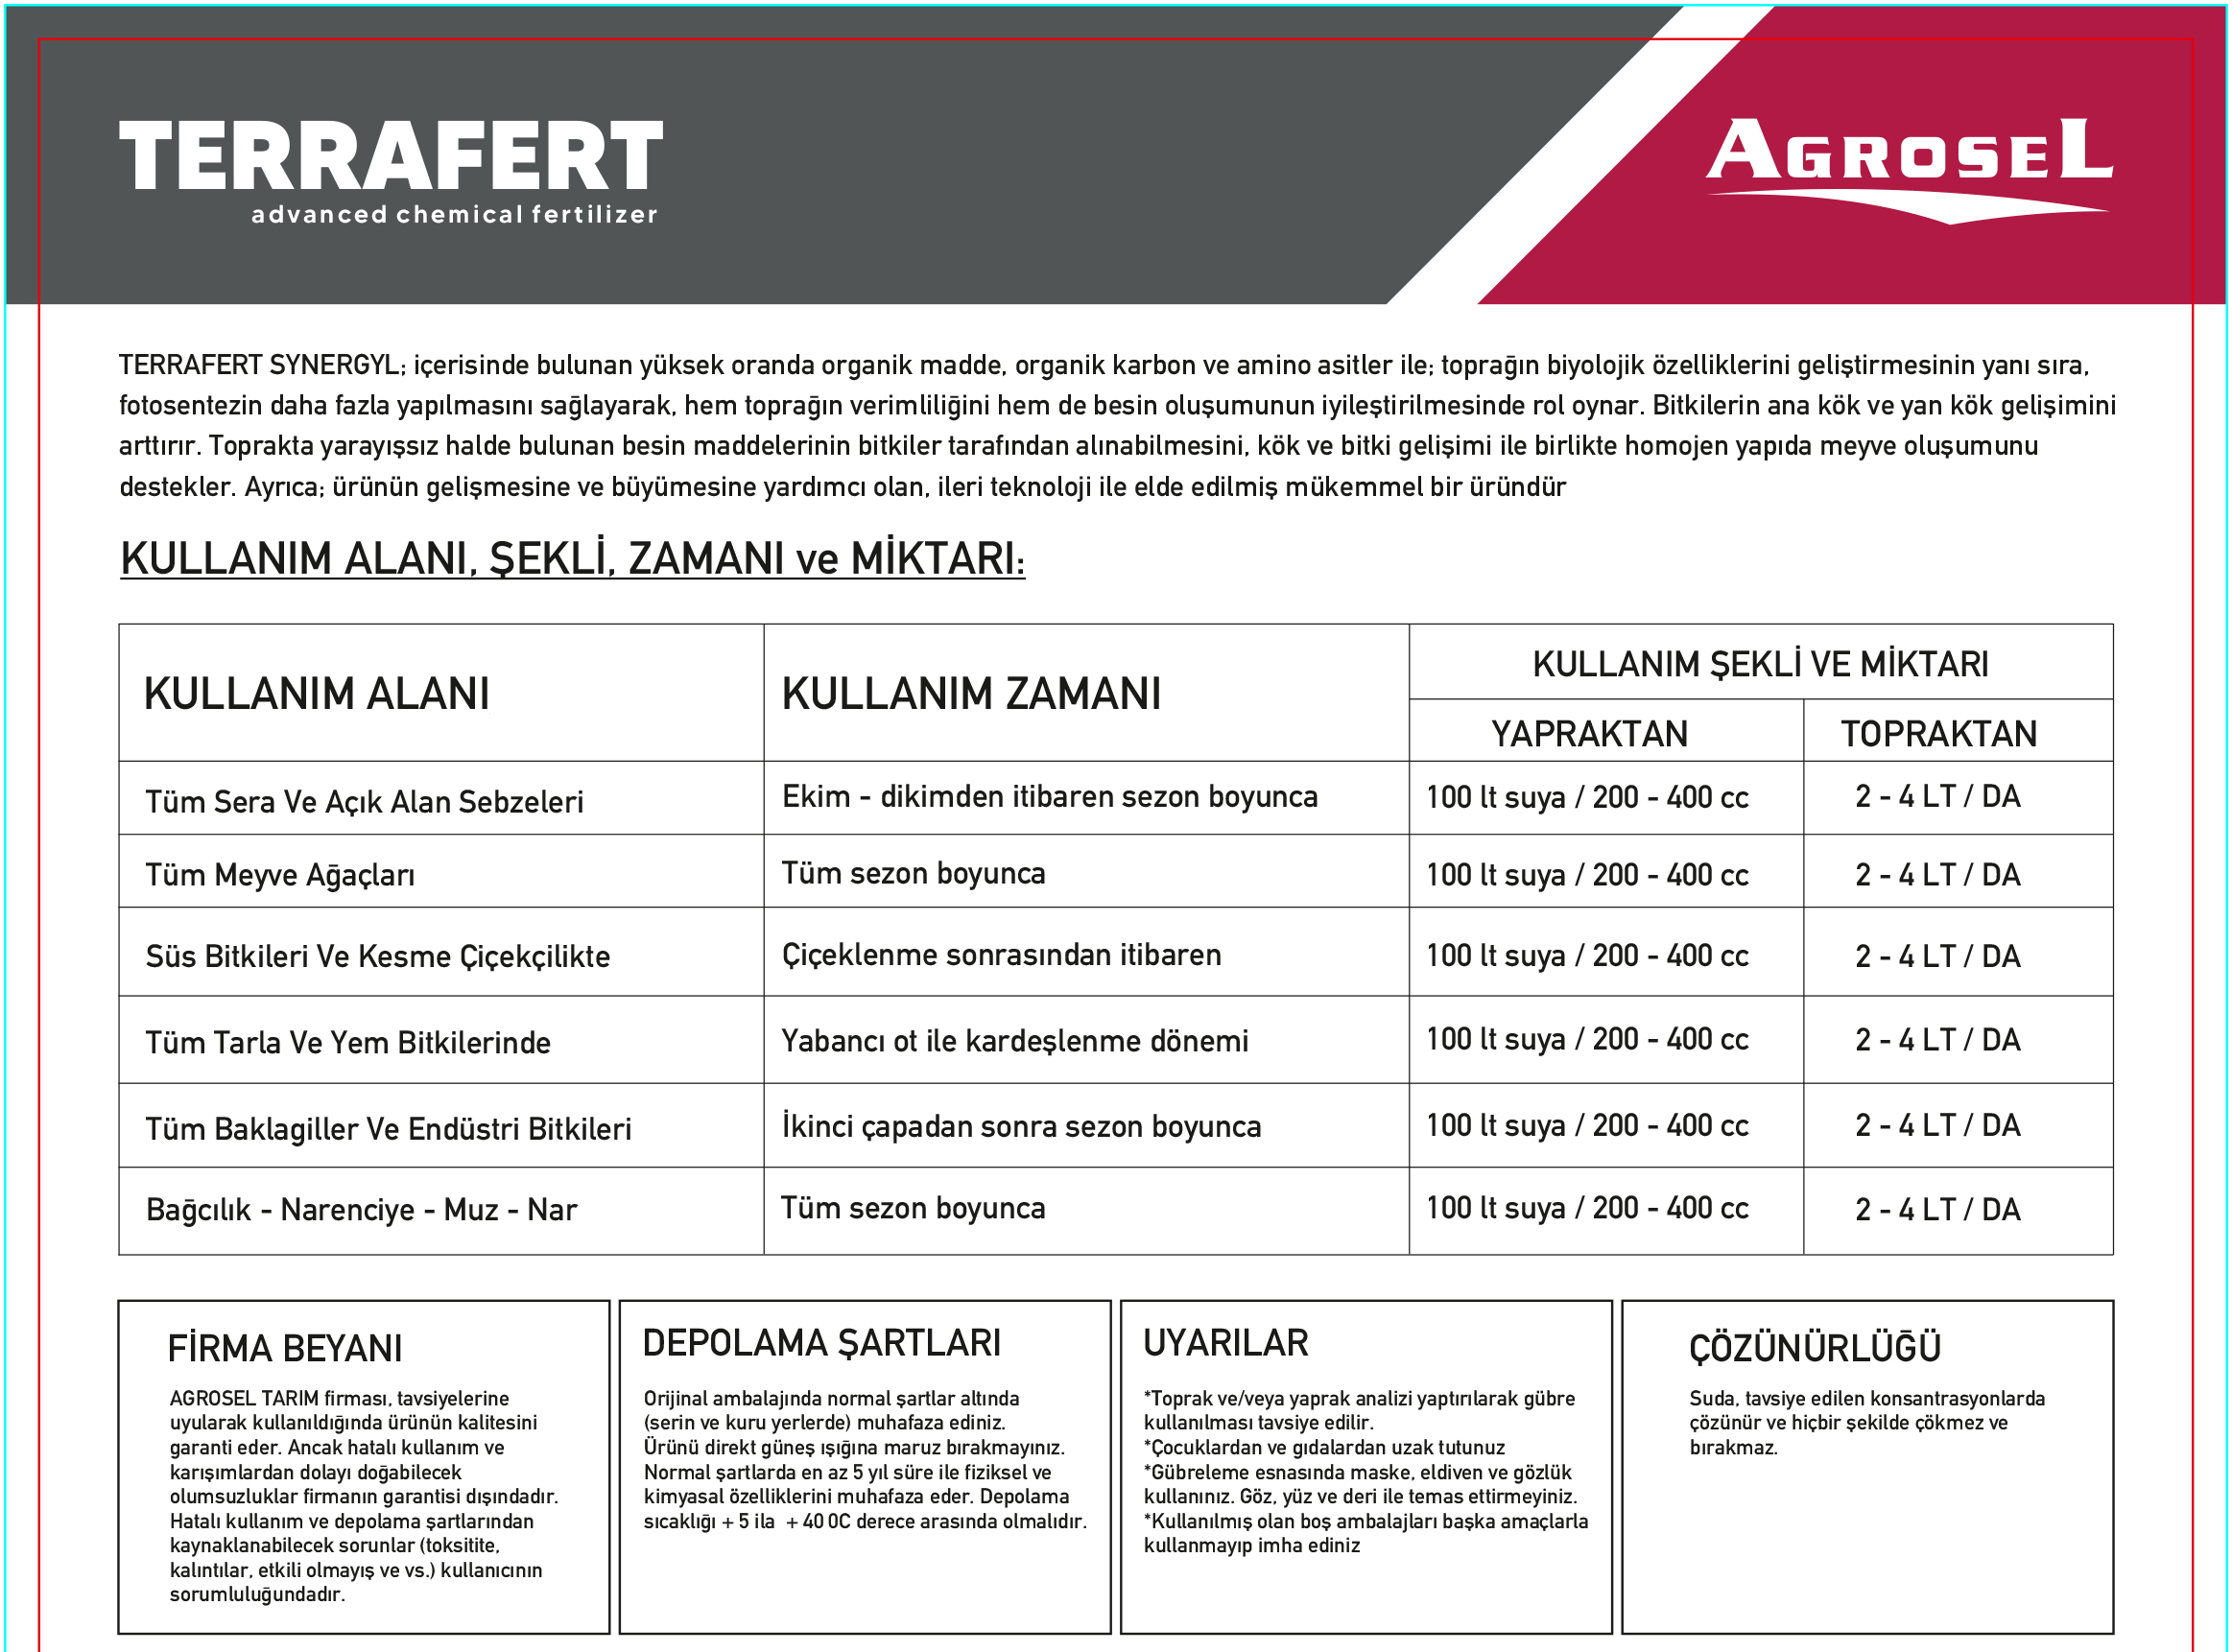 TERRAFERT
advanced chemical fertilizer
AGROSEL
TERRAFERT SYNERGYL; içerisinde bulunan yüksek oranda organik madde, organik karbon ve amino asitler ile; toprağın biyolojik özelliklerini geliştirmesinin yanı sıra,
fotosentezin daha fazla yapılmasını sağlayarak, hem toprağın verimliliğini hem de besin oluşumunun iyileştirilmesinde rol oynar. Bitkilerin ana kök ve yan kök gelişimini
arttırır. Toprakta yarayışsız halde bulunan besin maddelerinin bitkiler tarafından alınabilmesini, kök ve bitki gelişimi ile birlikte homojen yapıda meyve oluşumunu
destekler. Ayrıca; ürünün gelişmesine ve büyümesine yardımcı olan, ileri teknoloji ile elde edilmiş mükemmel bir üründür
KULLANIM ALANI, ŞEKLİ, ZAMANI ve MİKTARI:
KULLANIM ALANI
KULLANIM ZAMANI
KULLANIM ŞEKLİ VE MİKTARI
YAPRAKTAN
TOPRAKTAN
Tüm Sera Ve Açık Alan Sebzeleri
Ekim - dikimden itibaren sezon boyunca
100 lt suya / 200 - 400 cc
2 - 4 LT / DA
Tüm Meyve Ağaçları
Tüm sezon boyunca
100 lt suya / 200 - 400 cc
2 - 4 LT / DA
Süs Bitkileri Ve Kesme Çiçekçilikte
Çiçeklenme sonrasından itibaren
100 lt suya / 200 - 400 cc
2 - 4 LT / DA
Tüm Tarla Ve Yem Bitkilerinde
Yabancı ot ile kardeşlenme dönemi
100 lt suya / 200 - 400 cc
2 - 4 LT / DA
Tüm Baklagiller Ve Endüstri Bitkileri
İkinci çapadan sonra sezon boyunca
100 lt suya / 200 - 400 cc
2 - 4 LT / DA
Bağcılık - Narenciye - Muz - Nar
Tüm sezon boyunca
100 lt suya / 200 - 400 cc
2 - 4 LT / DA
FİRMA BEYANI
AGROSEL TARIM firması, tavsiyelerine
uyularak kullanıldığında ürünün kalitesini
garanti eder. Ancak hatalı kullanım ve
karışımlardan dolayı doğabilecek
olumsuzluklar firmanın garantisi dışındadır.
Hatalı kullanım ve depolama şartlarından
kaynaklanabilecek sorunlar (toksitite,
kalıntılar, etkili olmayış ve vs.) kullanıcının
sorumluluğundadır.
DEPOLAMA ŞARTLARI
Orijinal ambalajında normal şartlar altında
(serin ve kuru yerlerde) muhafaza ediniz.
Ürünü direkt güneş ışığına maruz bırakmayınız.
Normal şartlarda en az 5 yıl süre ile fiziksel ve
kimyasal özelliklerini muhafaza eder. Depolama
sıcaklığı + 5 ila + 40 0C derece arasında olmalıdır.
UYARILAR
*Toprak ve/veya yaprak analizi yaptırılarak gübre
kullanılması tavsiye edilir.
*Çocuklardan ve gıdalardan uzak tutunuz
*Gübreleme esnasında maske, eldiven ve gözlük
kullanınız. Göz, yüz ve deri ile temas ettirmeyiniz.
*Kullanılmış olan boş ambalajları başka amaçlarla
kullanmayıp imha ediniz
ÇÖZÜNÜRLÜĞÜ
Suda, tavsiye edilen konsantrasyonlarda
çözünür ve hiçbir şekilde çökmez ve
bırakmaz.